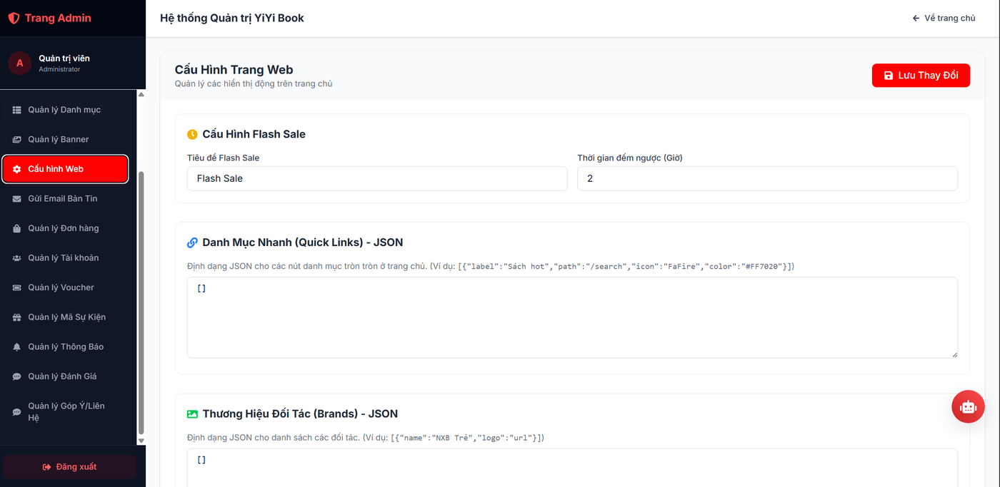 Trang Admin
A
Quản trị viên
Administrator
Quản lý Danh mục
Quản lý Banner
Cấu hình Web
Gửi Email Bản Tin
Quản lý Đơn hàng
Quản lý Tài khoản
Quản lý Voucher
Quản lý Mã Sự Kiện
Quản lý Thông Báo
Quản lý Đánh Giá
Quản lý Góp Ý/Liên
Hệ
Đăng xuất
Hệ thống Quản trị YiYi Book
Về trang chủ
Cấu Hình Trang Web
Quản lý các hiển thị động trên trang chủ
Lưu Thay Đổi
Cấu Hình Flash Sale
Tiêu đề Flash Sale
Flash Sale
Thời gian đếm ngược (Giờ)
2
Danh Mục Nhanh (Quick Links) - JSON
Định dạng JSON cho các nút danh mục tròn tròn ở trang chủ. (Ví dụ: [{"label":"Sách hot","path":"/search","icon":"FaFire","color":"#FF7020"}])
[]
Thương Hiệu Đối Tác (Brands) - JSON
Định dạng JSON cho danh sách các đối tác. (Ví dụ: [{"name":"NXB Trẻ","logo":"url"}])
[]